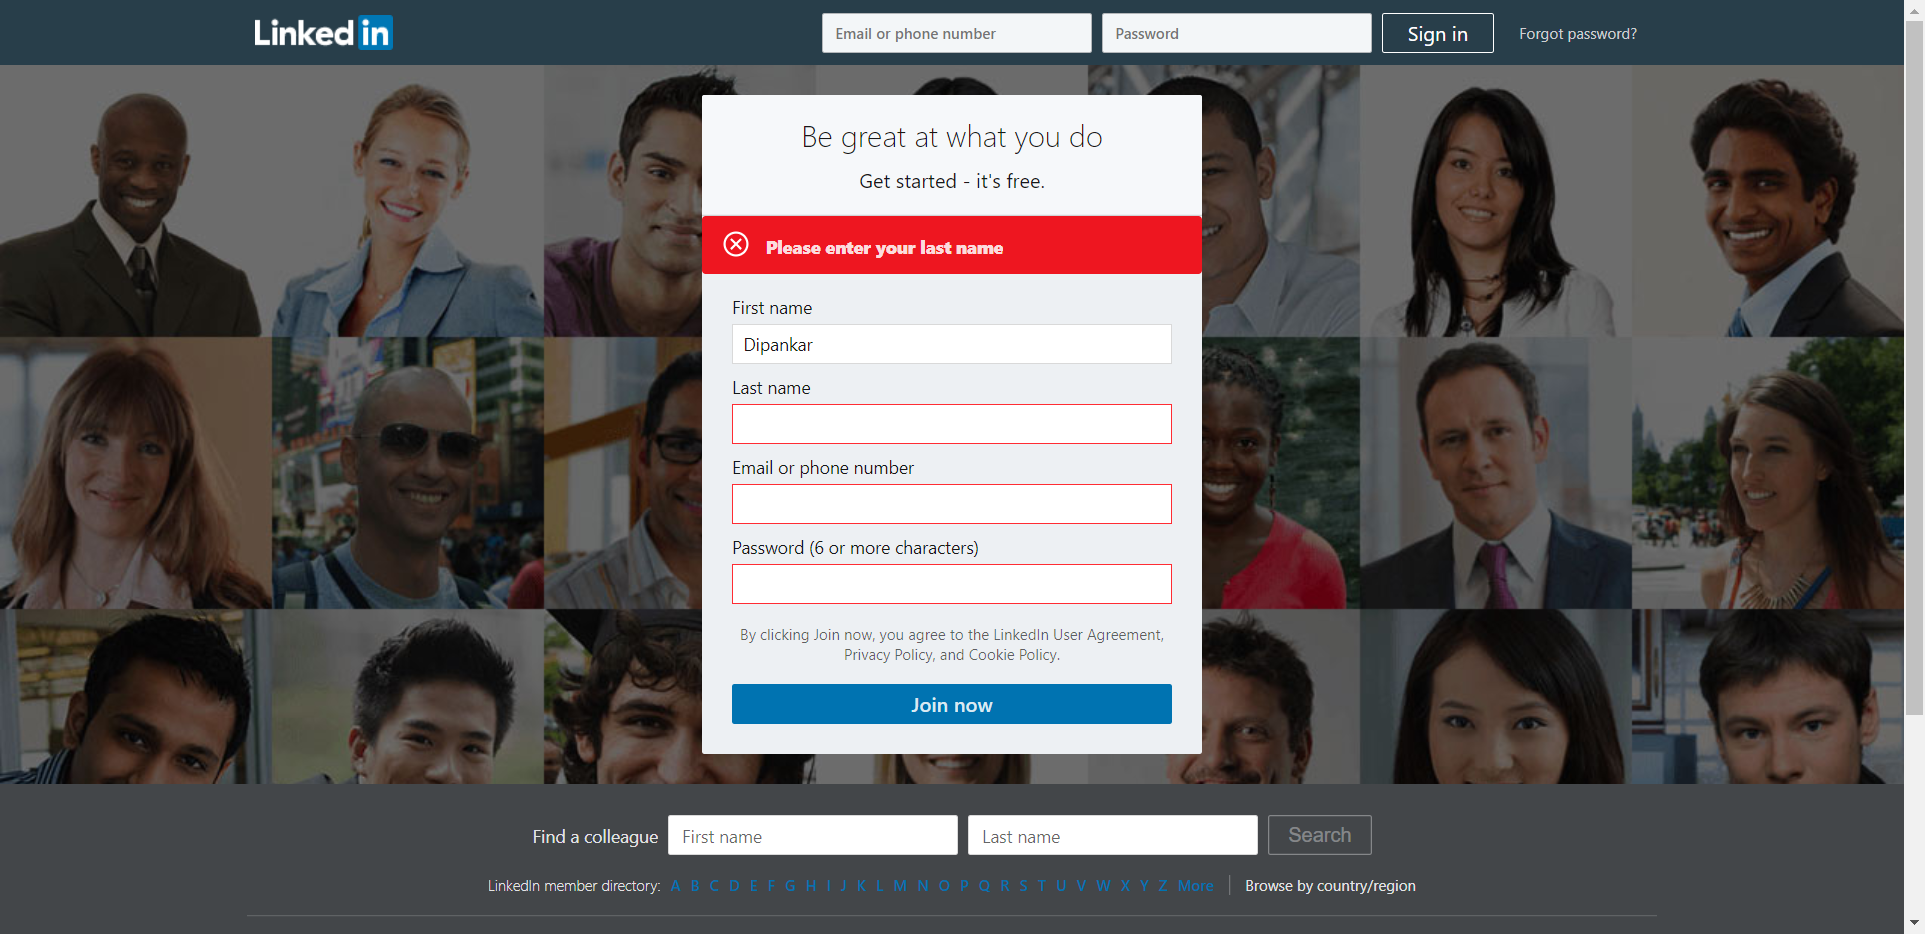 Linked in
Email or phone number
Password
Sign in
Forgot password?
Be great at what you do
Get started - it's free.
Please enter your last name
First name
Dipankar
Last name
Email or phone number
Password (6 or more characters)
By clicking Join now, you agree to the LinkedIn User Agreement,
Privacy Policy, and Cookie Policy.
Join now
Find a colleague
First name
Last name
Search
LinkedIn member directory: A B C D E F G H I J K L M N O P Q R S T U V W X Y Z More
Browse by country/region